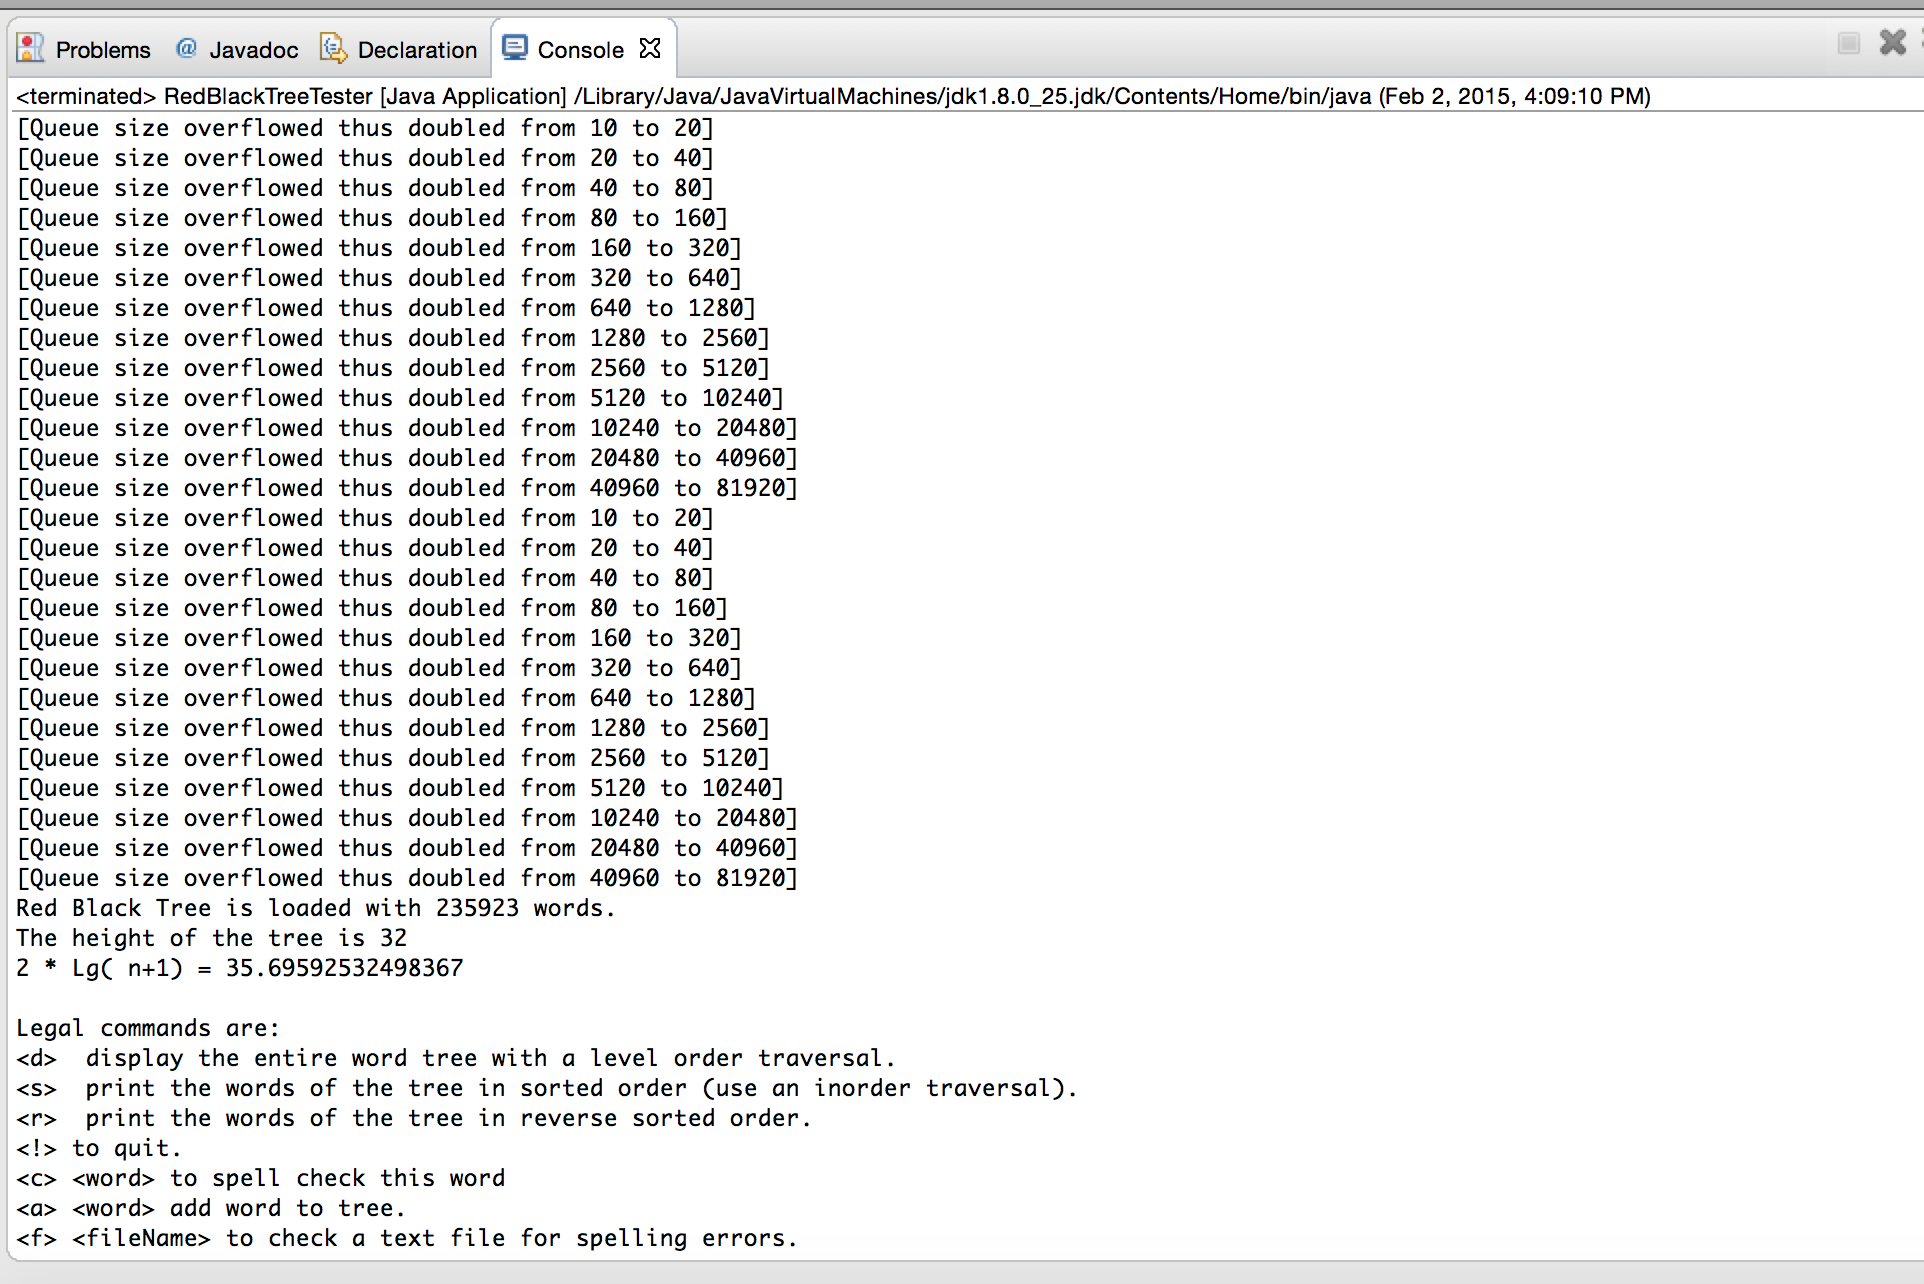 Problems @ Javadoc Declaration Console
<terminated> RedBlackTreeTester [Java Application] /Library/Java/JavaVirtualMachines/jdk1.8.0_25.jdk/Contents/Home/bin/java (Feb 2, 2015, 4:09:10 PM)
[Queue size overflowed thus doubled from 10 to 20]
[Queue size overflowed thus doubled from 20 to 40]
[Queue size overflowed thus doubled from 40 to 80]
[Queue size overflowed thus doubled from 80 to 160]
[Queue size overflowed thus doubled from 160 to 320]
[Queue size overflowed thus doubled from 320 to 640]
[Queue size overflowed thus doubled from 640 to 1280]
[Queue size overflowed thus doubled from 1280 to 2560]
[Queue size overflowed thus doubled from 2560 to 5120]
[Queue size overflowed thus doubled from 5120 to 10240]
[Queue size overflowed thus doubled from 10240 to 20480]
[Queue size overflowed thus doubled from 20480 to 40960]
[Queue size overflowed thus doubled from 40960 to 81920]
[Queue size overflowed thus doubled from 10 to 20]
[Queue size overflowed thus doubled from 20 to 40]
[Queue size overflowed thus doubled from 40 to 80]
[Queue size overflowed thus doubled from 80 to 160]
[Queue size overflowed thus doubled from 160 to 320]
[Queue size overflowed thus doubled from 320 to 640]
[Queue size overflowed thus doubled from 640 to 1280]
[Queue size overflowed thus doubled from 1280 to 2560]
[Queue size overflowed thus doubled from 2560 to 5120]
[Queue size overflowed thus doubled from 5120 to 10240]
[Queue size overflowed thus doubled from 10240 to 20480]
[Queue size overflowed thus doubled from 20480 to 40960]
[Queue size overflowed thus doubled from 40960 to 81920]
Red Black Tree is loaded with 235923 words.
The height of the tree is 32
2 * Lg( n+1) = 35.69592532498367

Legal commands are:
<d>  display the entire word tree with a level order traversal.
<s>  print the words of the tree in sorted order (use an inorder traversal).
<r>  print the words of the tree in reverse sorted order.
<!> to quit.
<c> <word> to spell check this word
<a> <word> add word to tree.
<f> <fileName> to check a text file for spelling errors.